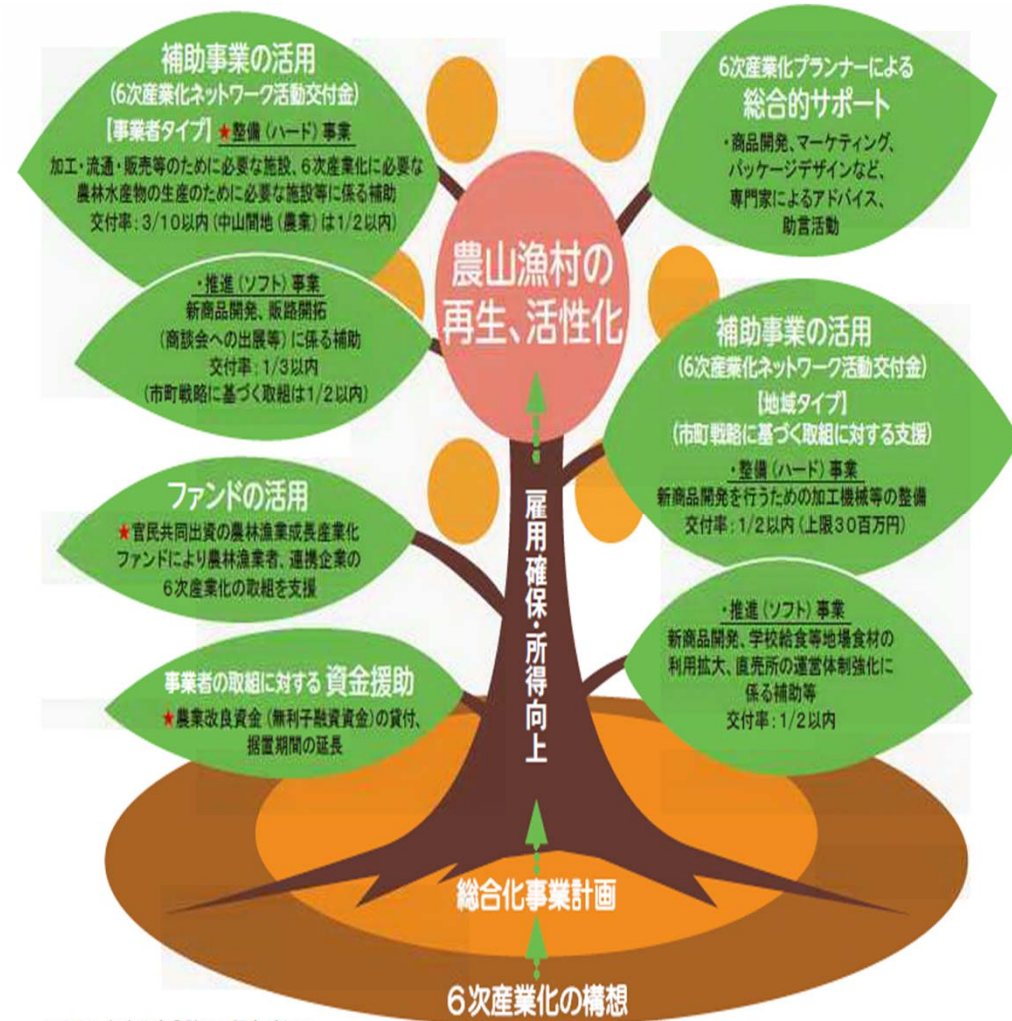 補助事業の活用
(6次産業化ネットワーク活動交付金)
【事業者タイプ】★整備(ハード)事業
加工・流通・販売等のために必要な施設、6次産業化に必要な
農林水産物の生産のために必要な施設等に係る補助
交付率:3/10以内(中山間地(農業)は1/2以内)
・推進(ソフト)事業
新商品開発、販路開拓
(商談会への出展等)に係る補助
交付率:1/3以内
(市町戦略に基づく取組は1/2以内)
ファンドの活用
★官民共同出資の農林漁業成長産業化
ファンドにより農林漁業者、連携企業の
6次産業化の取組を支援
事業者の取組に対する 資金援助
★農業改良資金(無利子融資資金)の貸付、
据置期間の延長
6次産業化プランナーによる
総合的サポート
・商品開発、マーケティング、
パッケージデザインなど、
専門家によるアドバイス、
助言活動
補助事業の活用
(6次産業化ネットワーク活動交付金)
【地域タイプ】
(市町戦略に基づく取組に対する支援)
・整備(ハード)事業
新商品開発を行うための加工機械等の整備
交付率:1/2以内(上限30百万円)
・推進(ソフト)事業
新商品開発、学校給食等地場食材の
利用拡大、直売所の運営体制強化に
係る補助等
交付率:1/2以内
農山漁村の
再生、活性化
雇用確保・所得向上
総合化事業計画
6次産業化の構想